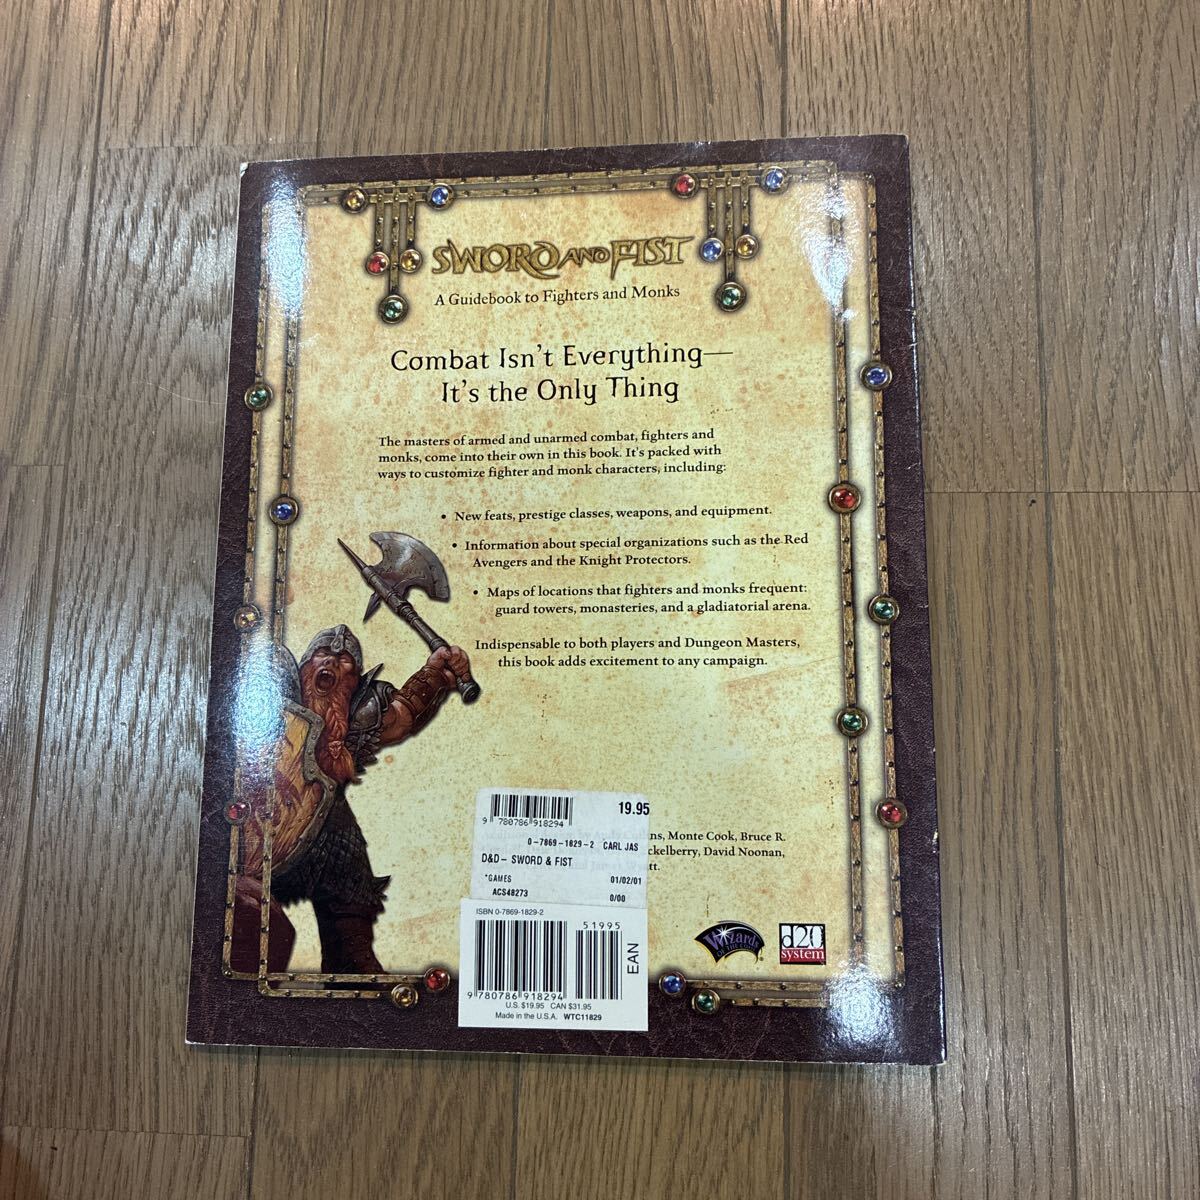 SWORD AND FIST
A Guidebook to Fighters and Monks
Combat Isn't Everything—
It's the Only Thing
The masters of armed and unarmed combat, fighters and
monks, come into their own in this book. It's packed with
ways to customize fighter and monk characters, including:
• New feats, prestige classes, weapons, and equipment.
• Information about special organizations such as the Red
Avengers and the Knight Protectors.
• Maps of locations that fighters and monks frequent:
guard towers, monasteries, and a gladiatorial arena.
Indispensable to both players and Dungeon Masters,
this book adds excitement to any campaign.
19.95
9 780786 918294
Monte Cook, Bruce R.
0-7869-1829-2 CARL JAS
David Noonan,
D&D- SWORD & FIST
*GAMES 01/02/01
ACS48273 0/00
ISBN 0-7869-1829-2
51995
EAN
9 780786 918294
U.S. $19.95 CAN $31.95
Made in the U.S.A. WTC11829
Wizards
OF THE COAST
d20
system